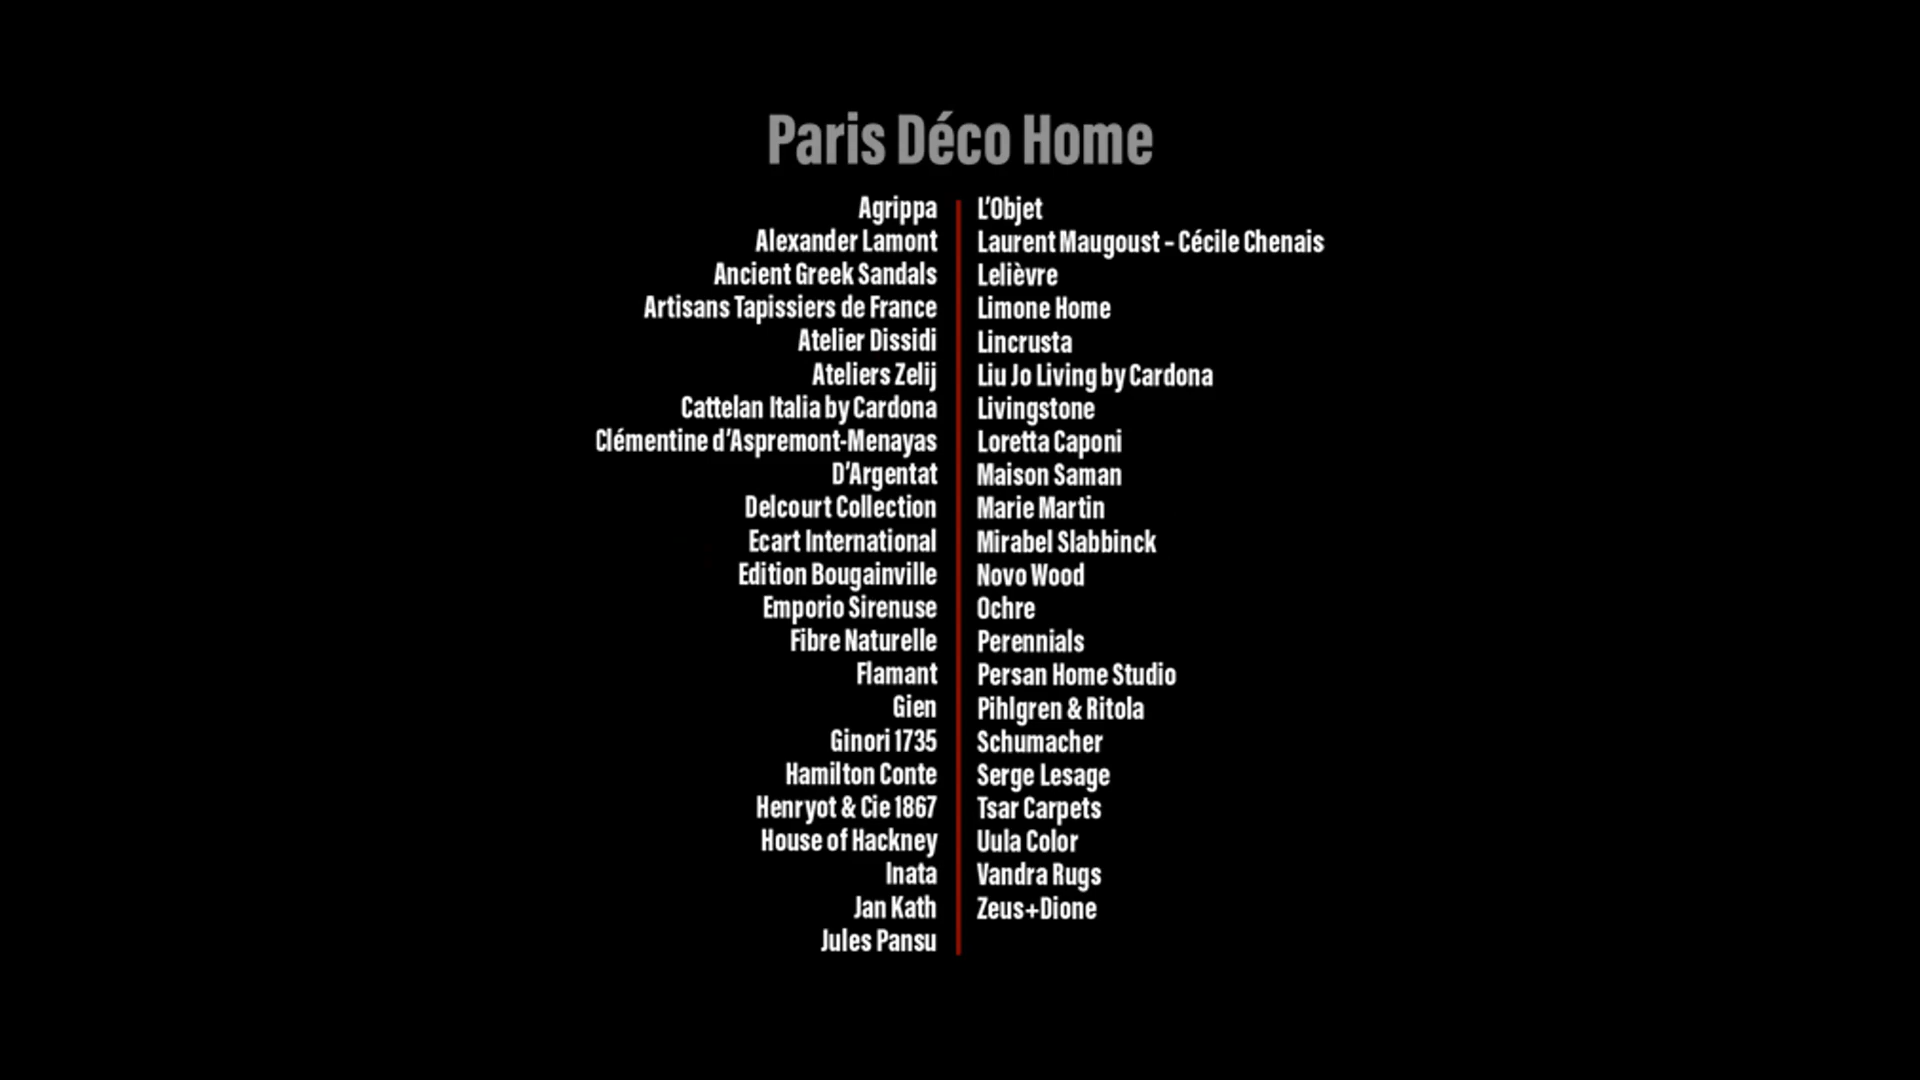 Paris Déco Home
Agrippa
Alexander Lamont
Ancient Greek Sandals
Artisans Tapissiers de France
Atelier Dissidi
Ateliers Zelij
Cattelan Italia by Cardona
Clémentine d'Aspremont-Menayas
D'Argentat
Delcourt Collection
Ecart International
Edition Bougainville
Emporio Sirenuse
Fibre Naturelle
Flamant
Gien
Ginori 1735
Hamilton Conte
Henryot & Cie 1867
House of Hackney
Inata
Jan Kath
Jules Pansu
L'Objet
Laurent Maugoust - Cécile Chenais
Lelièvre
Limone Home
Lincrusta
Liu Jo Living by Cardona
Livingstone
Loretta Caponi
Maison Saman
Marie Martin
Mirabel Slabbinck
Novo Wood
Ochre
Perennials
Persan Home Studio
Pihlgren & Ritola
Schumacher
Serge Lesage
Tsar Carpets
Uula Color
Vandra Rugs
Zeus+Dione